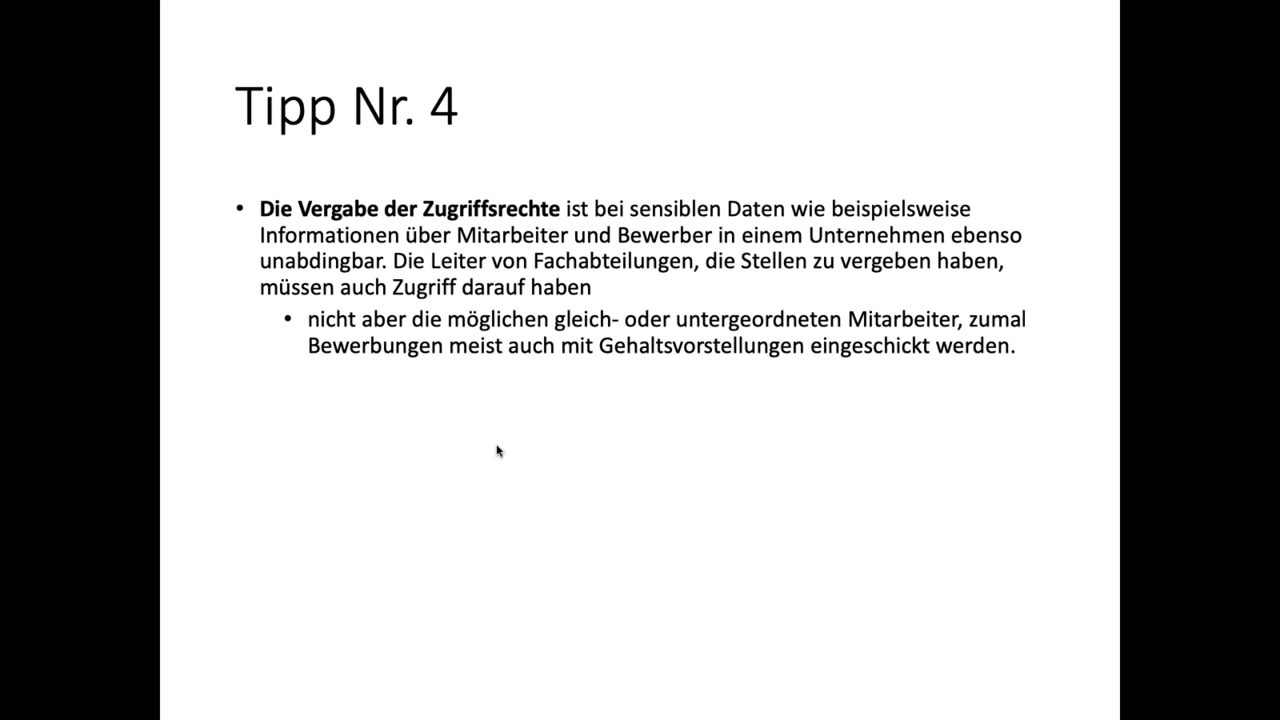 Tipp Nr. 4
• Die Vergabe der Zugriffsrechte ist bei sensiblen Daten wie beispielsweise
Informationen über Mitarbeiter und Bewerber in einem Unternehmen ebenso
unabdingbar. Die Leiter von Fachabteilungen, die Stellen zu vergeben haben,
müssen auch Zugriff darauf haben
• nicht aber die möglichen gleich- oder untergeordneten Mitarbeiter, zumal
Bewerbungen meist auch mit Gehaltsvorstellungen eingeschickt werden.